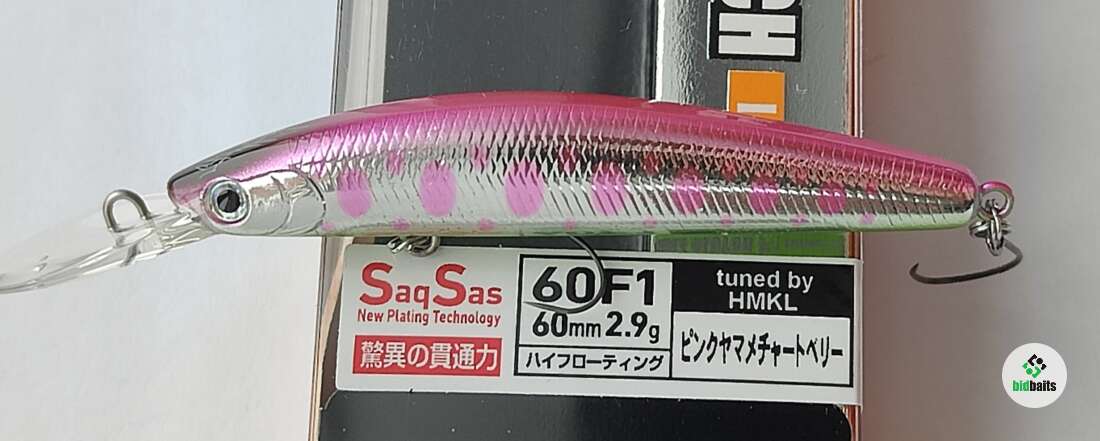 CH
SaqSas
New Plating Technology
驚異の貫通力
60F1
60mm 2.9g
ハイフローティング
tuned by
HMKL
ピンクヤマメチャートベリー
bidbaits